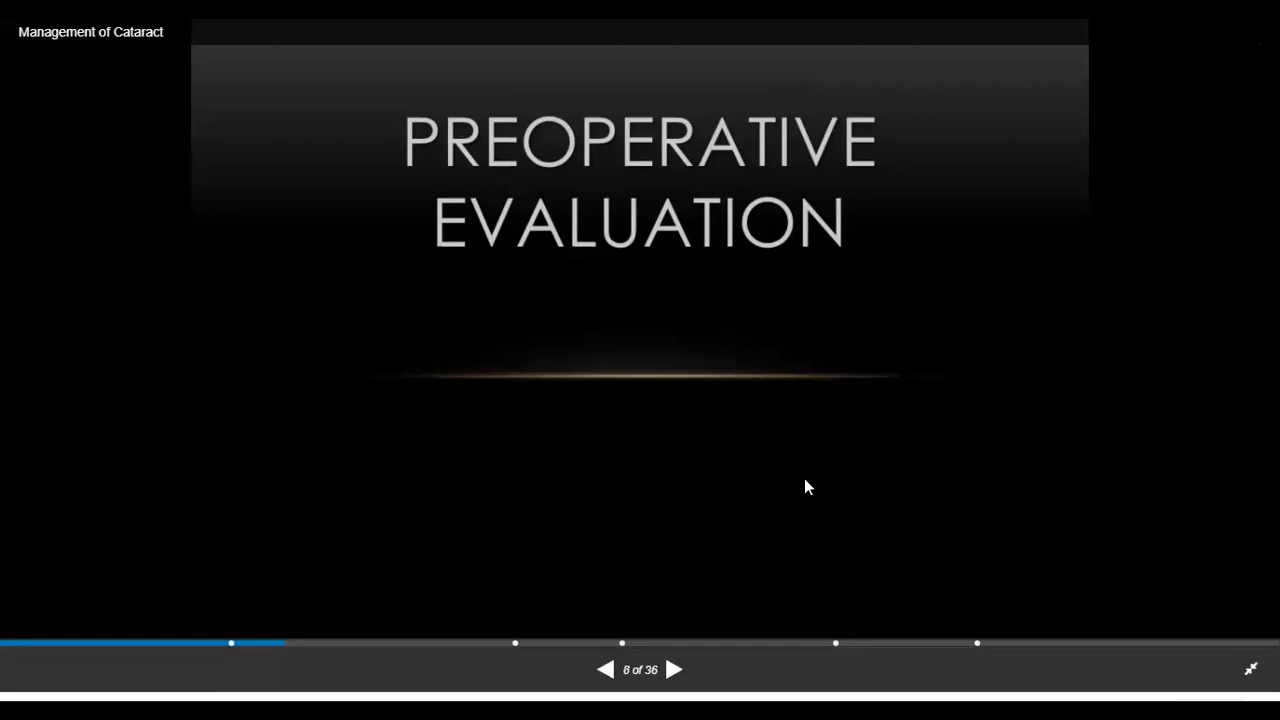 Management of Cataract
PREOPERATIVE
EVALUATION
8 of 36